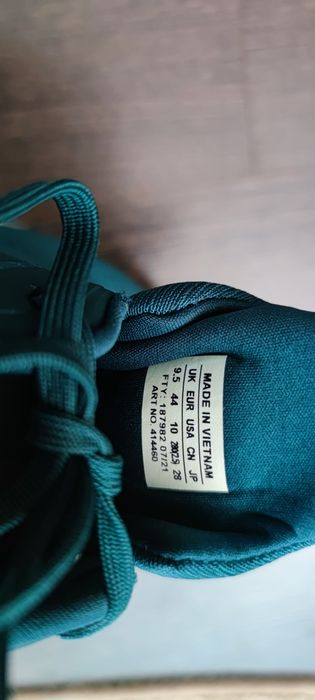 MADE IN VIETNAM
UK EUR USA CN JP
9.5 44 10 280(2.5) 28
FTY: 187982 07/21
ART NO. 414460